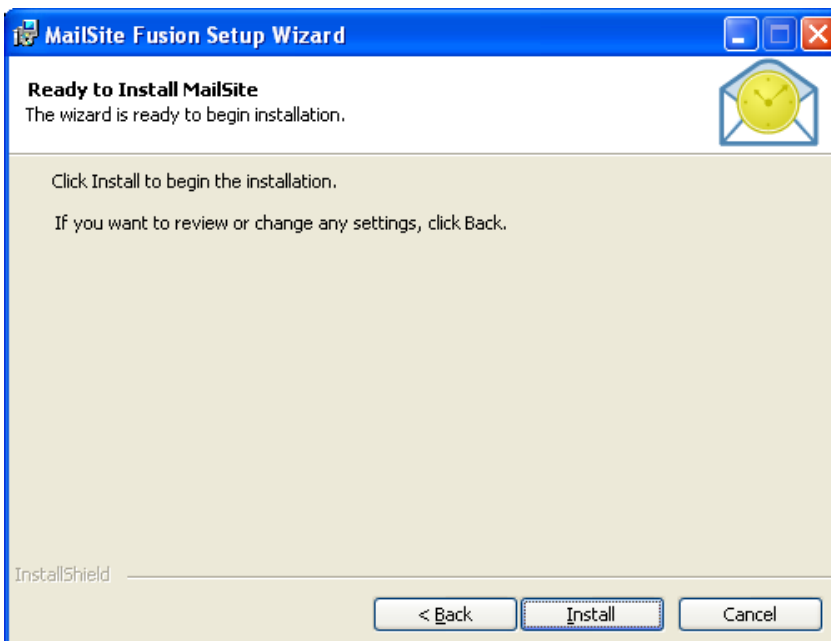 MailSite Fusion Setup Wizard
Ready to Install MailSite
The wizard is ready to begin installation.
Click Install to begin the installation.
If you want to review or change any settings, click Back.
InstallShield
< Back Install Cancel